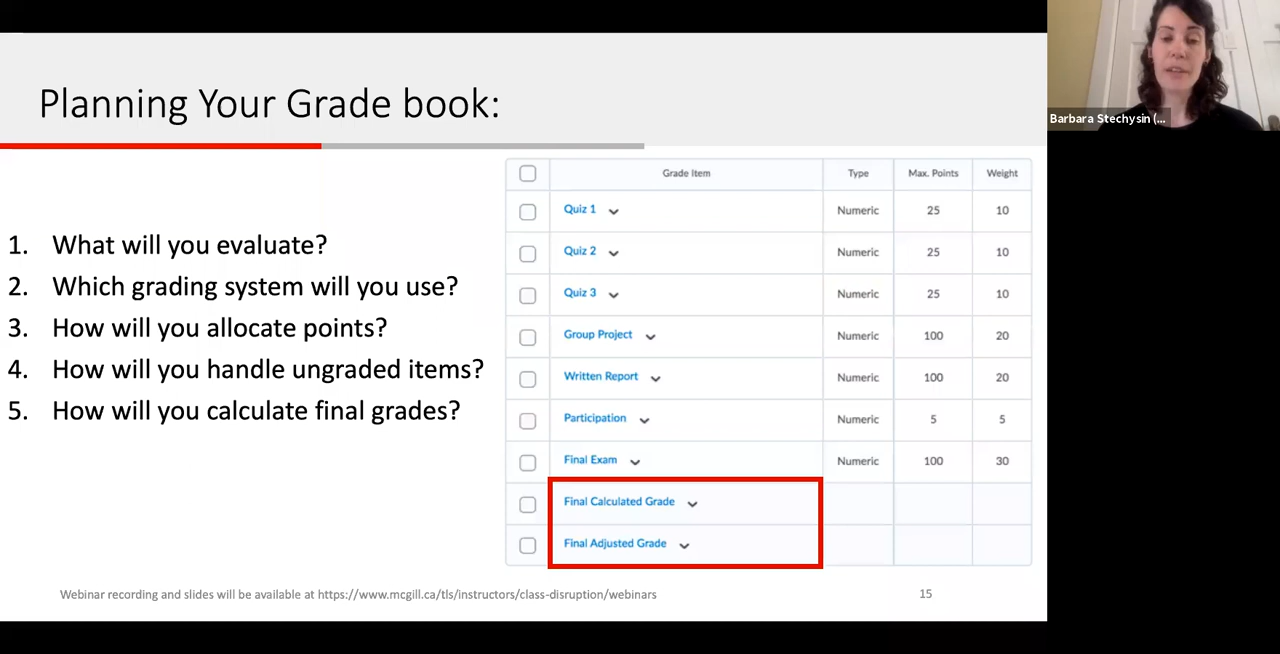 Planning Your Grade book:
1. What will you evaluate?
2. Which grading system will you use?
3. How will you allocate points?
4. How will you handle ungraded items?
5. How will you calculate final grades?
Grade Item Type Max. Points Weight
Quiz 1 Numeric 25 10
Quiz 2 Numeric 25 10
Quiz 3 Numeric 25 10
Group Project Numeric 100 20
Written Report Numeric 100 20
Participation Numeric 5 5
Final Exam Numeric 100 30
Final Calculated Grade
Final Adjusted Grade
Webinar recording and slides will be available at https://www.mcgill.ca/tls/instructors/class-disruption/webinars
15
Barbara Stechysin (...